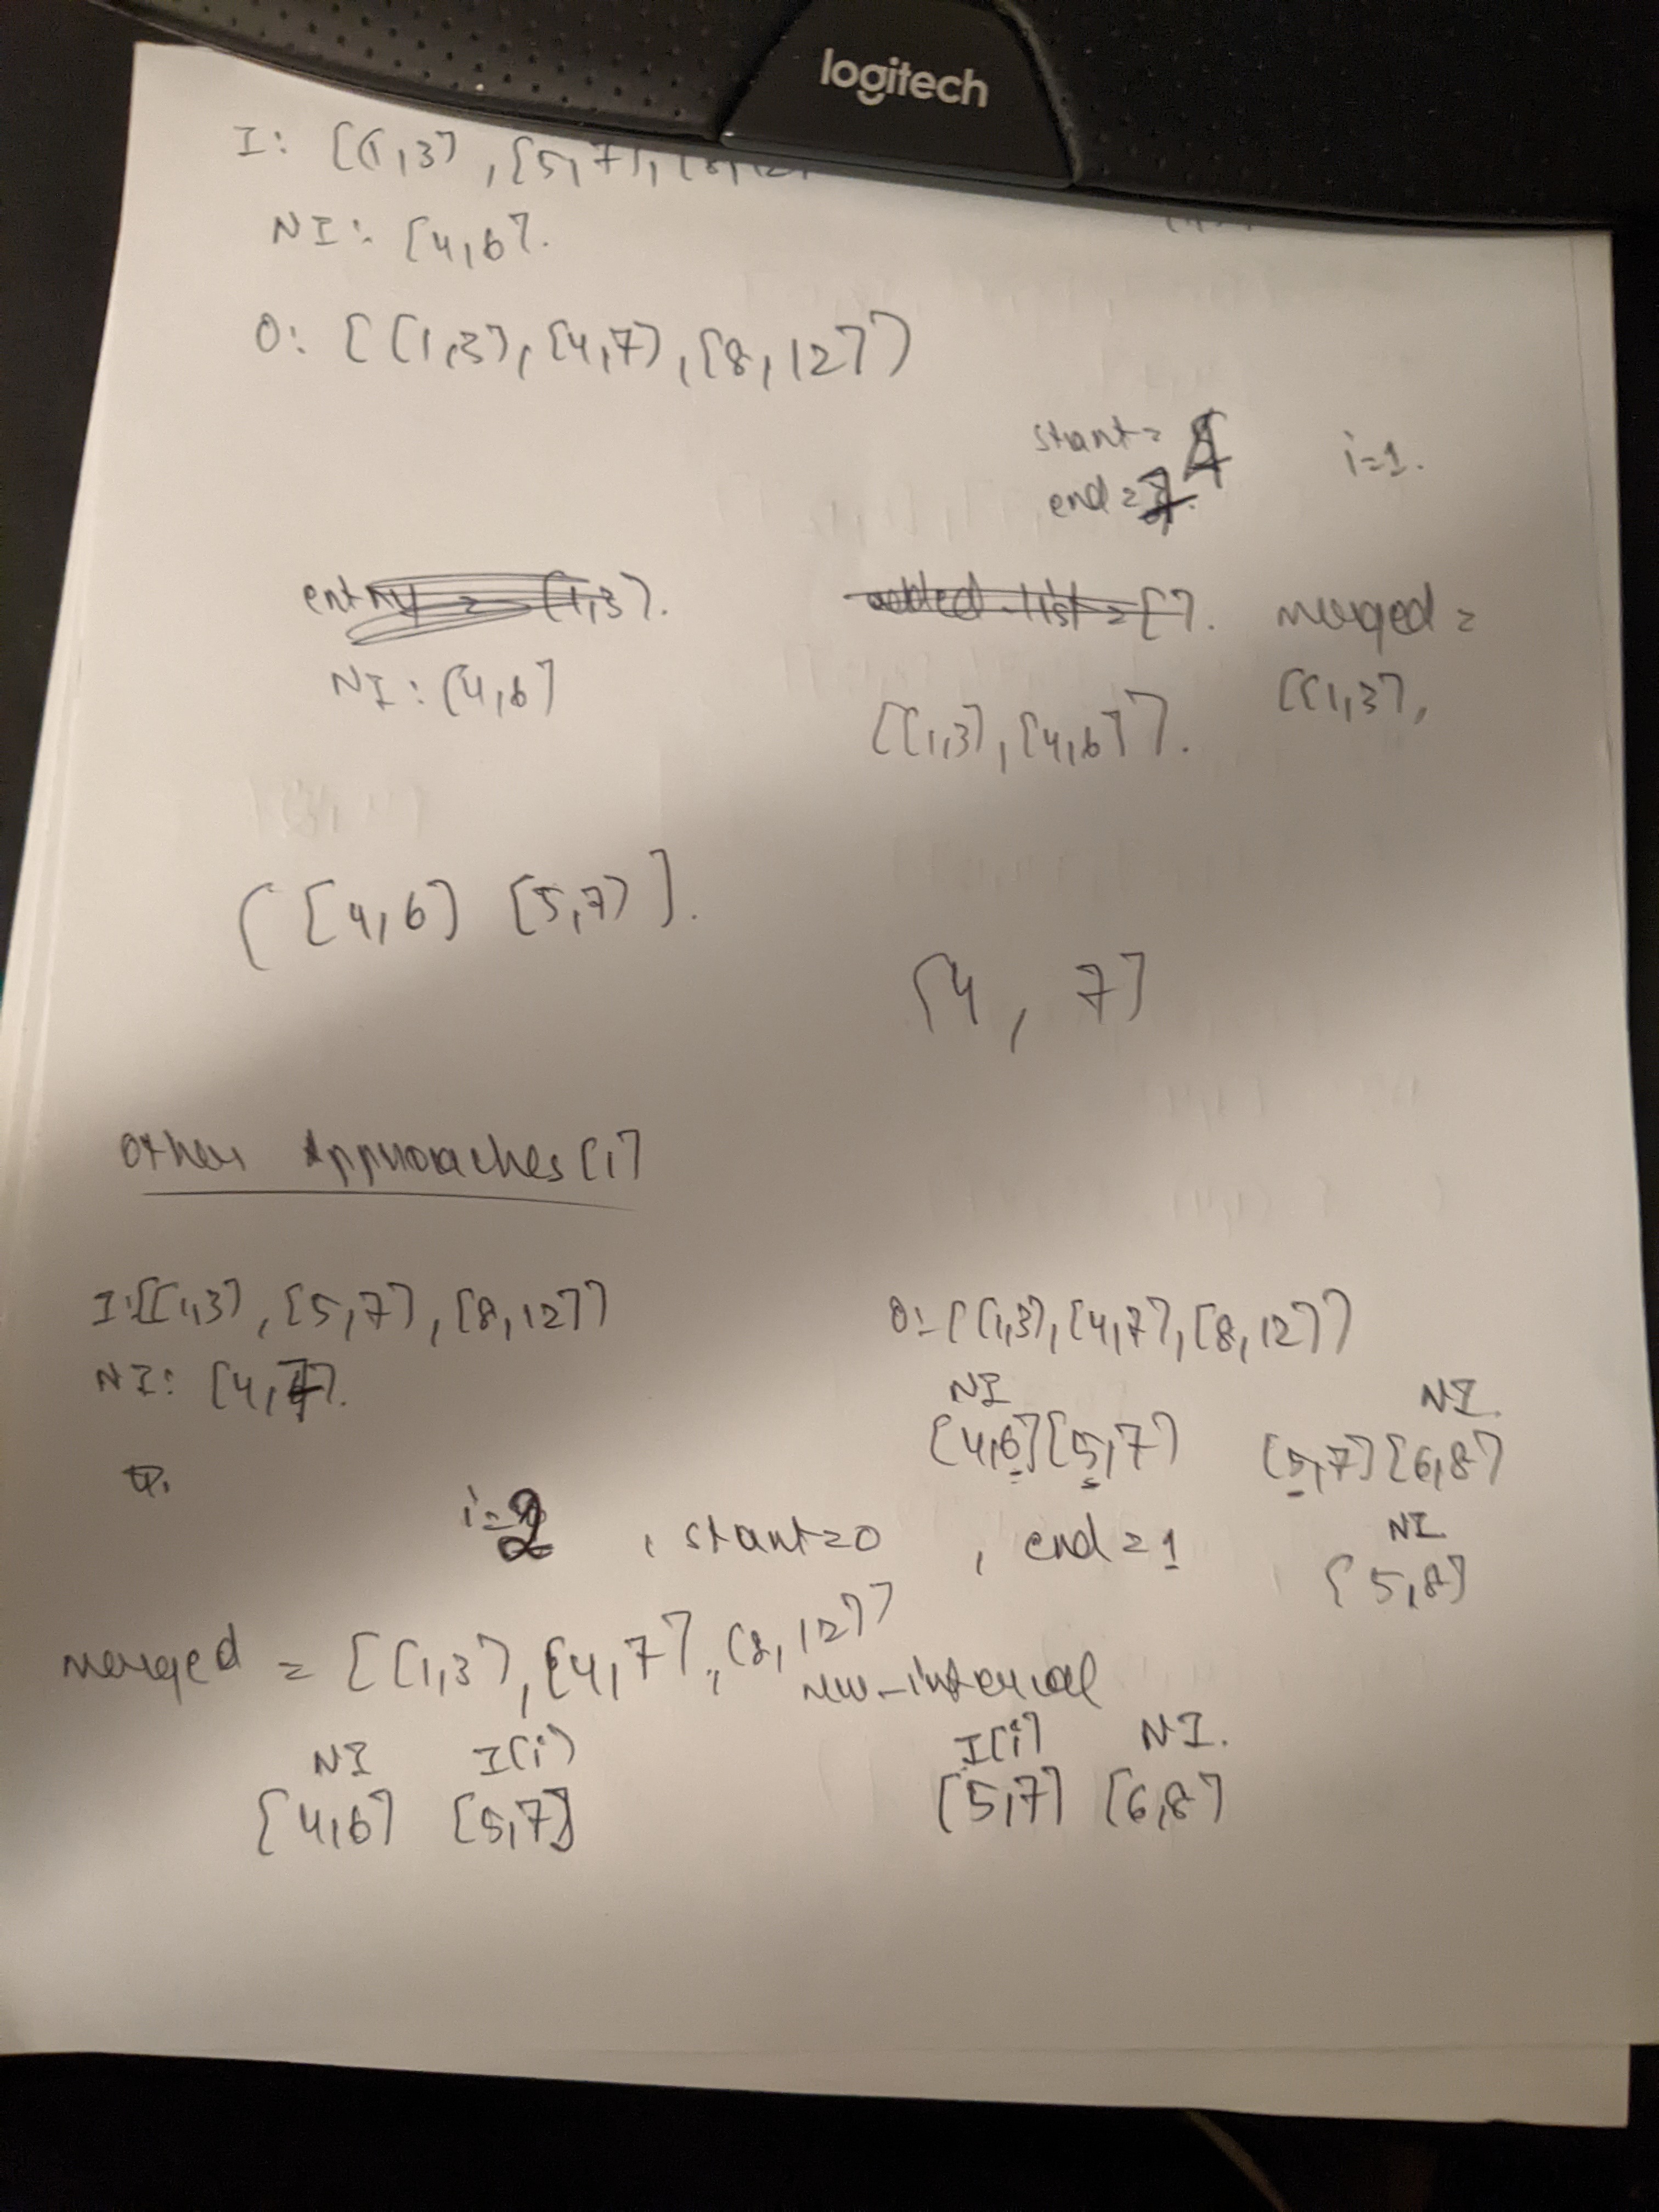 logitech
I: [[1,3], [5,7], [8,12
NI: [4,6].
O: [[1,3], [4,7], [8,12]]
start= 4 i=1.
end = 7.
entry = [1,3]. added-list = []. merged =
NI: [4,6] [[1,3],
[[1,3], [4,6]].
[[4,6] [5,7]].
[4, 7]
Other Approaches[i]
I:[[1,3], [5,7], [8,12]] O:[[1,3], [4,7], [8,12]]
NI: [4,7]. NI NI.
[4,6][5,7] [5,7][6,8]
i=2 , start=0 , end=1 NI
[5,8]
merged = [[1,3], [4,7], [8,12]]
new_interval
NI I[i] I[i] NI.
[4,6] [5,7] [5,7] [6,8]